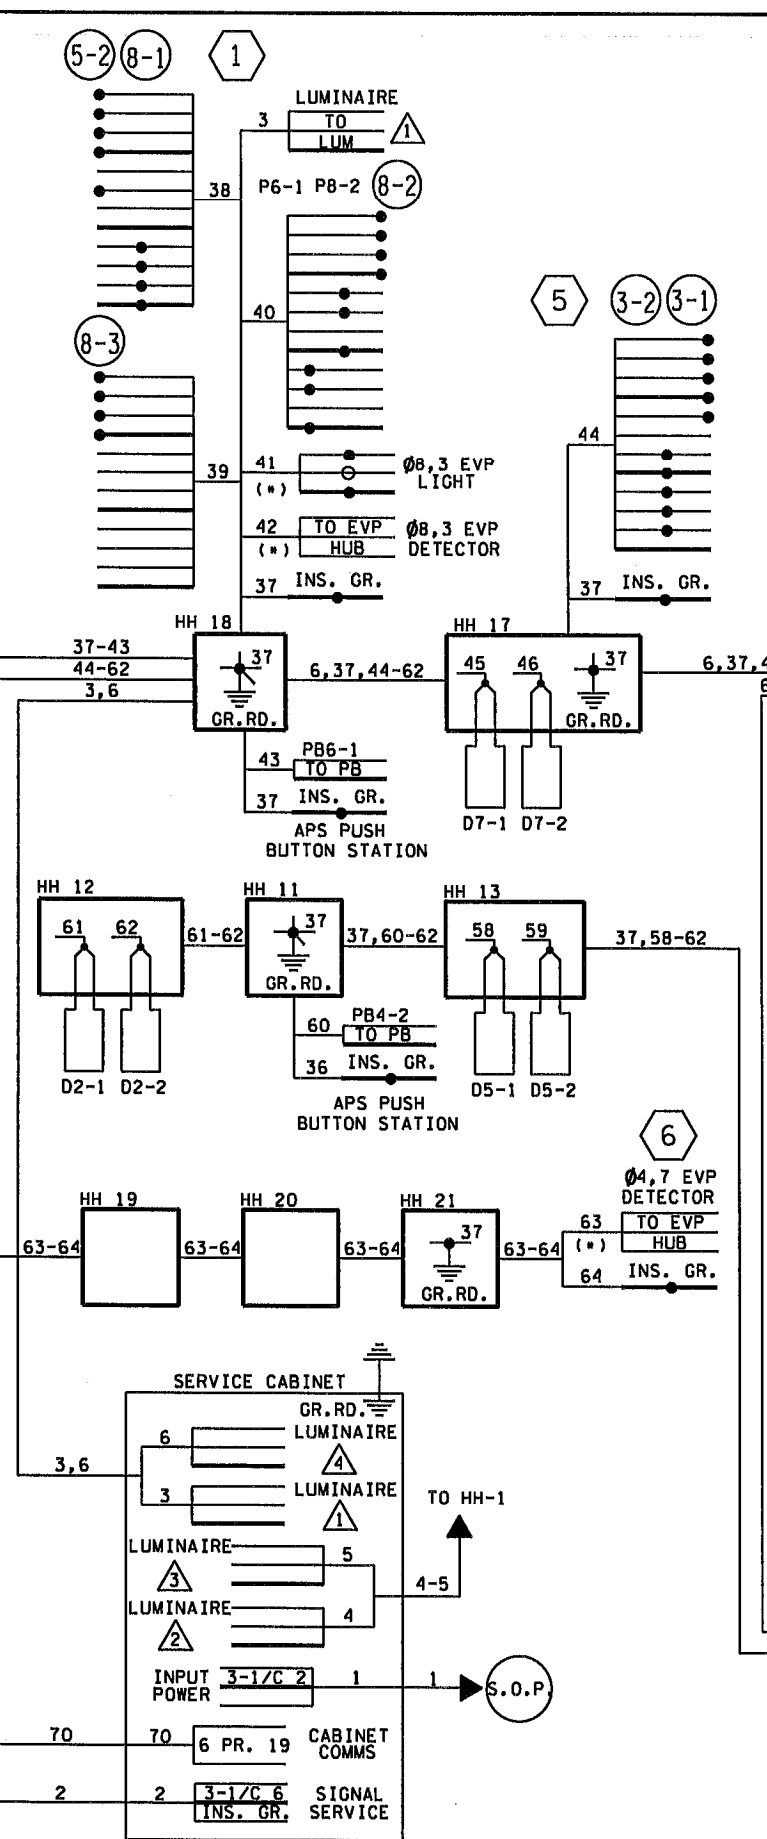 5-2 8-1 1
LUMINAIRE
3 TO 1
LUM
38 P6-1 P8-2 8-2
5 3-2 3-1
40
8-3
44
39 41 Ø8,3 EVP
(*) LIGHT
42 TO EVP Ø8,3 EVP
(*) HUB DETECTOR
37 INS. GR. 37 INS. GR.
HH 18 HH 17
37-43
44-62 37 6,37,44-62 45 46 37 6,37,4
3,6 GR.RD. GR.RD. 6
PB6-1
43 TO PB
37 INS. GR. D7-1 D7-2
APS PUSH
BUTTON STATION
HH 12 HH 11 HH 13
61 62 61-62 37 37,60-62 58 59 37,58-62
GR.RD.
PB4-2
60 TO PB
36 INS. GR.
D2-1 D2-2 D5-1 D5-2
APS PUSH
BUTTON STATION
6
Ø4,7 EVP
DETECTOR
HH 19 HH 20 HH 21
63 TO EVP
63-64 63-64 63-64 37 63-64 (*) HUB
GR.RD. 64 INS. GR.
SERVICE CABINET
GR.RD.
6 LUMINAIRE
3,6 4
3 LUMINAIRE TO HH-1
1
LUMINAIRE 5
3 4-5
LUMINAIRE 4
2
INPUT 3-1/C 2 1 1 S.O.P.
POWER
70 70 6 PR. 19 CABINET
COMMS
2 2 3-1/C 6 SIGNAL
INS. GR. SERVICE